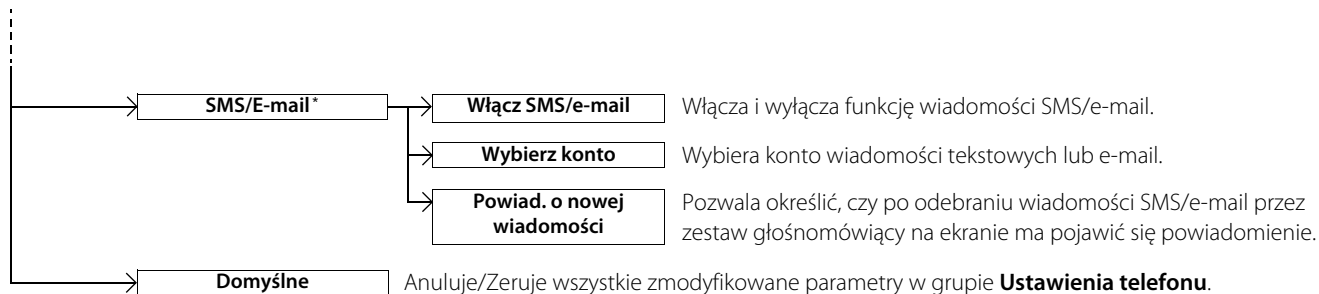 SMS/E-mail*
Włącz SMS/e-mail
Włącza i wyłącza funkcję wiadomości SMS/e-mail.
Wybierz konto
Wybiera konto wiadomości tekstowych lub e-mail.
Powiad. o nowej
wiadomości
Pozwala określić, czy po odebraniu wiadomości SMS/e-mail przez
zestaw głośnomówiący na ekranie ma pojawić się powiadomienie.
Domyślne
Anuluje/Zeruje wszystkie zmodyfikowane parametry w grupie Ustawienia telefonu.